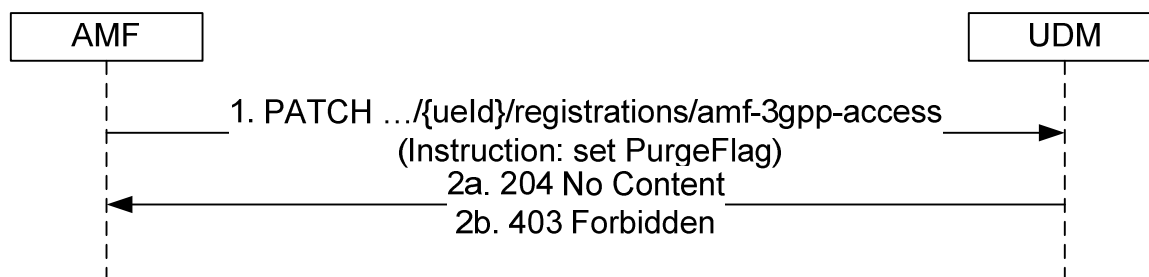 AMF
UDM
1. PATCH …/{ueId}/registrations/amf-3gpp-access
(Instruction: set PurgeFlag)
2a. 204 No Content
2b. 403 Forbidden